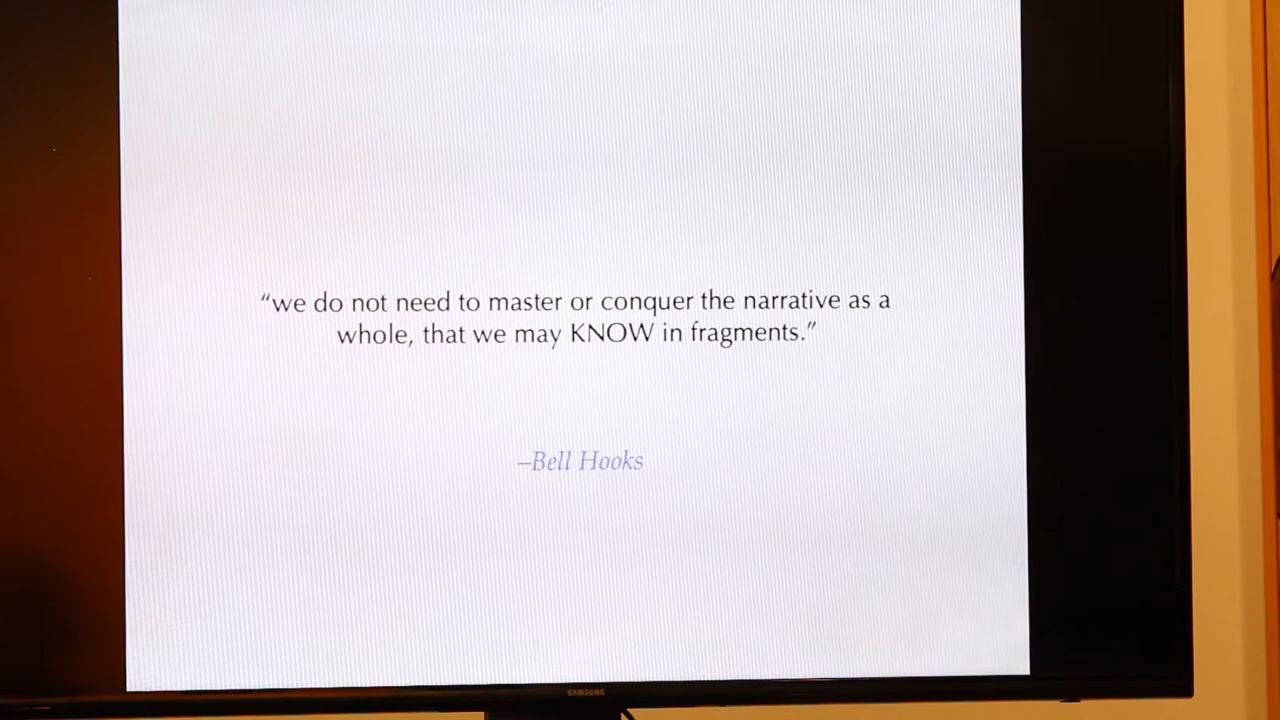 “we do not need to master or conquer the narrative as a
whole, that we may KNOW in fragments.”
–Bell Hooks
SAMSUNG